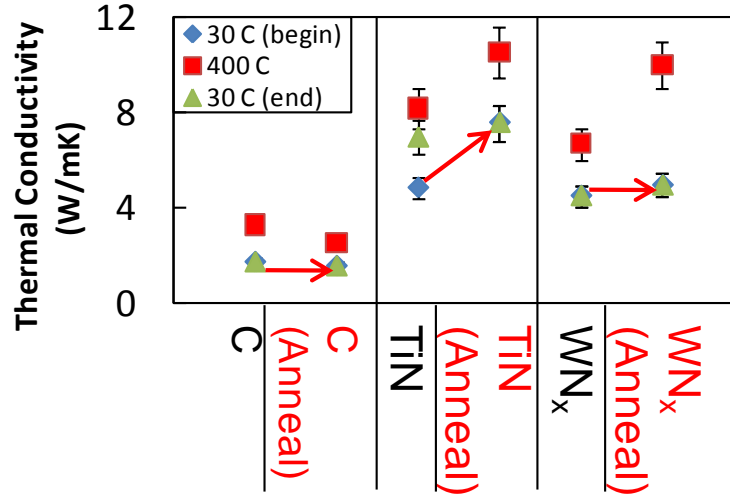 Thermal Conductivity
(W/mK)
12
8
4
0
30 C (begin)
400 C
30 C (end)
C
C
(Anneal)
TiN
TiN
(Anneal)
WNx
WNx
(Anneal)